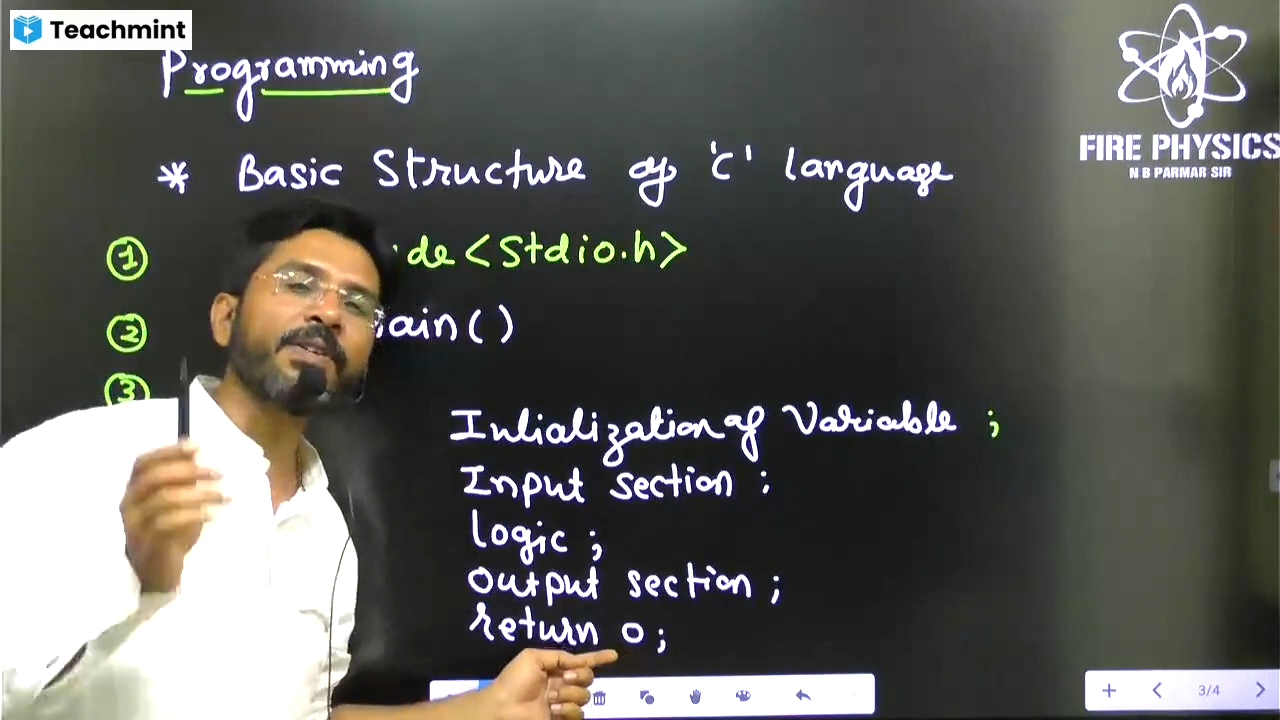 Teachmint
Programming
FIRE PHYSICS
N B PARMAR SIR
* Basic Structure of 'C' language
1 de<Stdio.h>
2 ain()
3
Intialization of Variable ;
Input section ;
logic ;
output section ;
return 0 ;
3/4